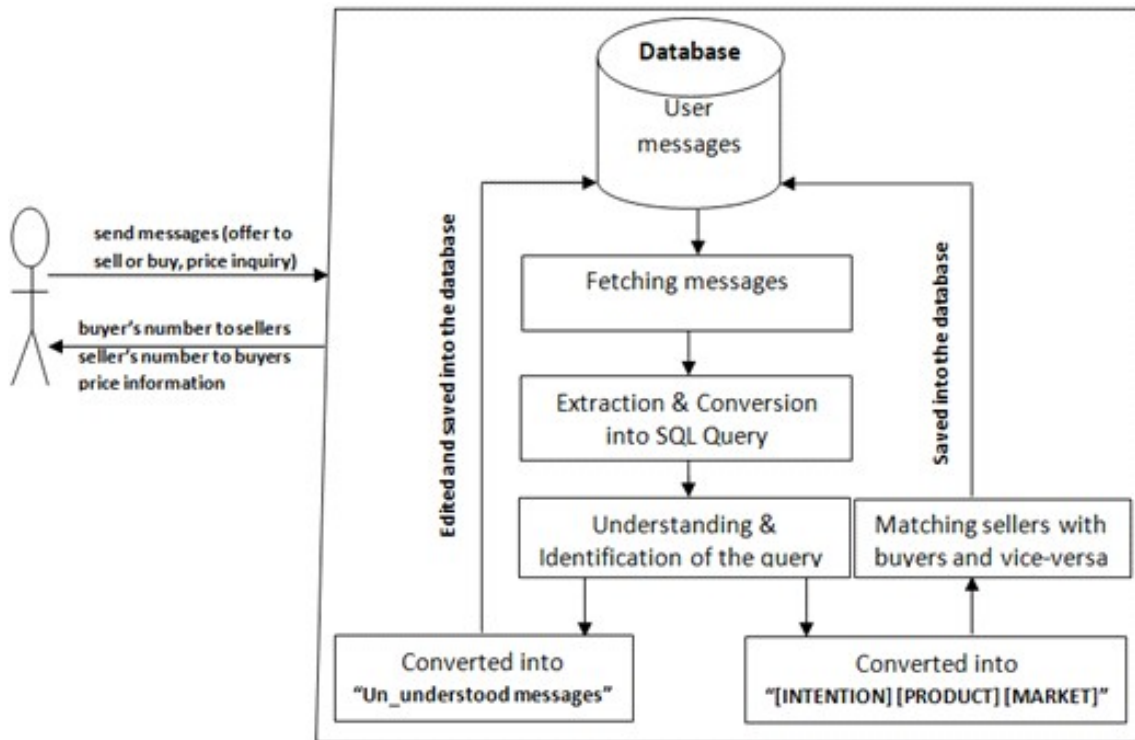 Database
User
messages
send messages (offer to
sell or buy, price inquiry)
buyer's number to sellers
seller's number to buyers
price information
Edited and saved into the database
Saved into the database
Fetching messages
Extraction & Conversion
into SQL Query
Understanding &
Identification of the query
Matching sellers with
buyers and vice-versa
Converted into
“Un_understood messages”
Converted into
“[INTENTION] [PRODUCT] [MARKET]”